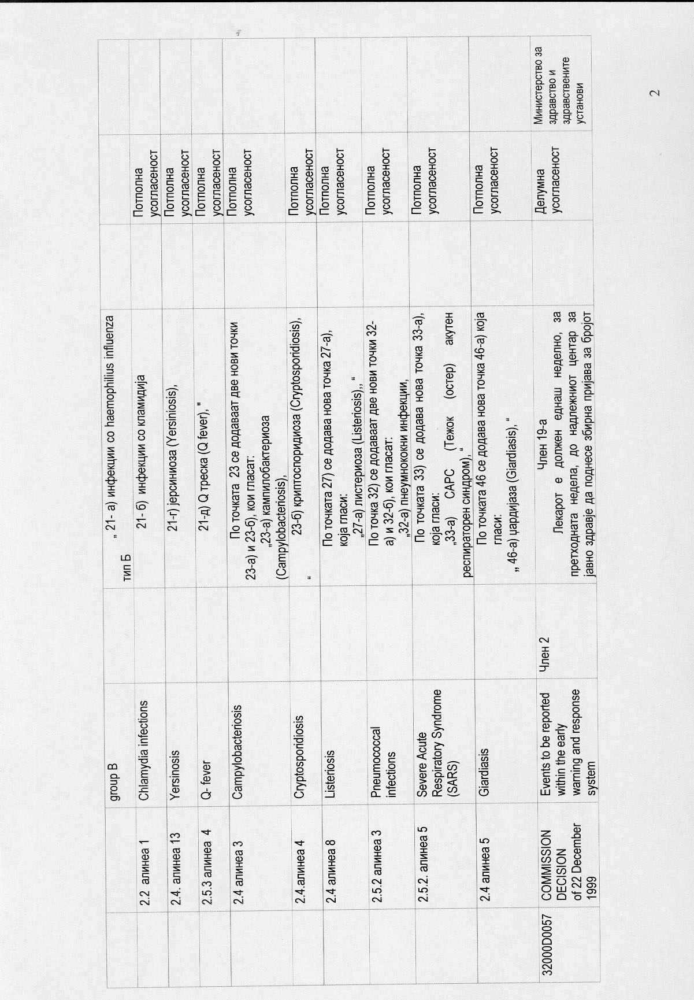 group B
„ 21- а) инфекции со haemophilius influenza
тип Б
2.2 алинеа 1
Chlamydia infections
21- б) инфекции со кламидија
Потполна
усогласеност
2.4. алинеа 13
Yersinosis
21-г) јерсиниоза (Yersiniosis),
Потполна
усогласеност
2.5.3 алинеа 4
Q- fever
21-д) Q треска (Q fever), "
Потполна
усогласеност
2.4 алинеа 3
Campylobacteriosis
По точката 23 се додаваат две нови точки
23-а) и 23-б), кои гласат:
„23-а) кампилобактериоза
(Campylobacteriosis),
Потполна
усогласеност
2.4.алинеа 4
Cryptosporidiosis
23-б) криптоспоридиоза (Cryptosporidiosis),
“
Потполна
усогласеност
2.4 алинеа 8
Listeriosis
По точката 27) се додава нова точка 27-а),
која гласи:
„27-а) листериоза (Listeriosis),, “
Потполна
усогласеност
2.5.2 алинеа 3
Pneumococcal
infections
По точка 32) се додаваат две нови точки 32-
а) и 32-б), кои гласат:
„32-а) пнеумнококни инфекции,
Потполна
усогласеност
2.5.2. алинеа 5
Severe Acute
Respiratory Syndrome
(SARS)
По точката 33) се додава нова точка 33-а),
која гласи:
„33-а) САРС (Тежок (остер) акутен
респираторен синдром), “
Потполна
усогласеност
2.4 алинеа 5
Giardiasis
По точката 46 се додава нова точка 46-а) која
гласи:
„ 46-а) џардијаза (Giardiasis), “
Потполна
усогласеност
32000D0057
COMMISSION
DECISION
of 22 December
1999
Events to be reported
within the early
warning and response
system
Член 2
Член 19-а
Лекарот е должен еднаш неделно, за
претходната недела, до надлежниот центар за
јавно здравје да поднесе збирна пријава за бројот
Делумна
усогласеност
Министерство за
здравство и
здравствените
установи
2